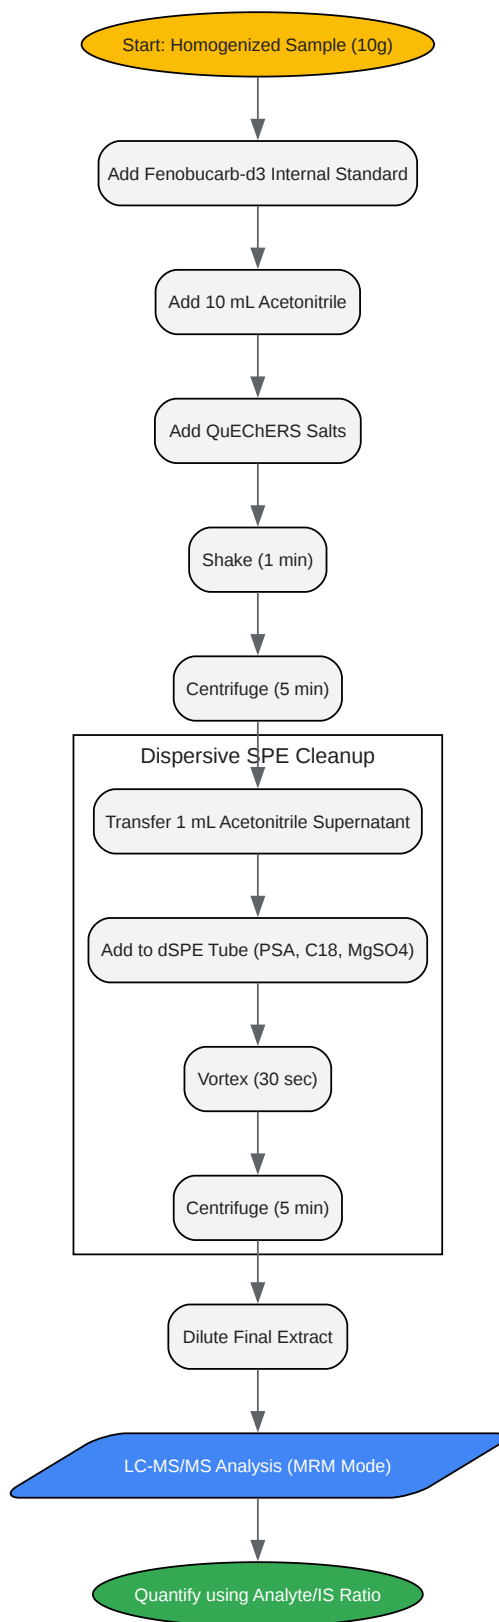 Start: Homogenized Sample (10g)
Add Fenobucarb-d3 Internal Standard
Add 10 mL Acetonitrile
Add QuEChERS Salts
Shake (1 min)
Centrifuge (5 min)
Dispersive SPE Cleanup
Transfer 1 mL Acetonitrile Supernatant
Add to dSPE Tube (PSA, C18, MgSO4)
Vortex (30 sec)
Centrifuge (5 min)
Dilute Final Extract
LC-MS/MS Analysis (MRM Mode)
Quantify using Analyte/IS Ratio